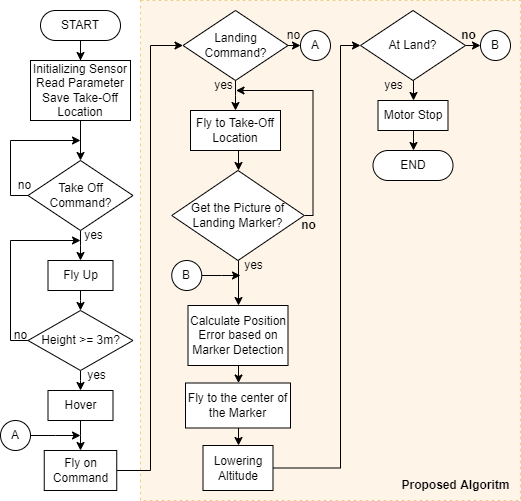 START
Initializing Sensor
Read Parameter
Save Take-Off
Location
Take Off
Command?
no
yes
Fly Up
Height >= 3m?
no
yes
Hover
A
Fly on
Command
Landing
Command?
no
A
yes
Fly to Take-Off
Location
Get the Picture of
Landing Marker?
no
yes
B
Calculate Position
Error based on
Marker Detection
Fly to the center of
the Marker
Lowering
Altitude
At Land?
no
B
yes
Motor Stop
END
Proposed Algoritm